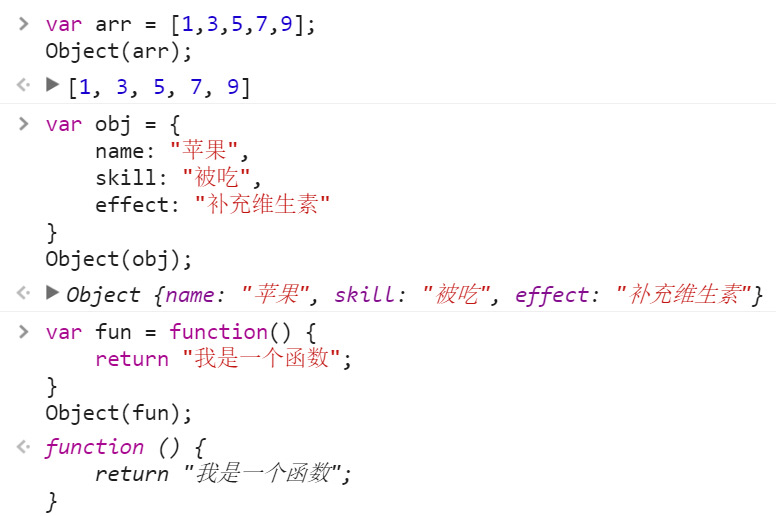 var arr = [1,3,5,7,9];
Object(arr);
[1, 3, 5, 7, 9]
var obj = {
    name: "苹果",
    skill: "被吃",
    effect: "补充维生素"
}
Object(obj);
Object {name: "苹果", skill: "被吃", effect: "补充维生素"}
var fun = function() {
    return "我是一个函数";
}
Object(fun);
function () {
    return "我是一个函数";
}